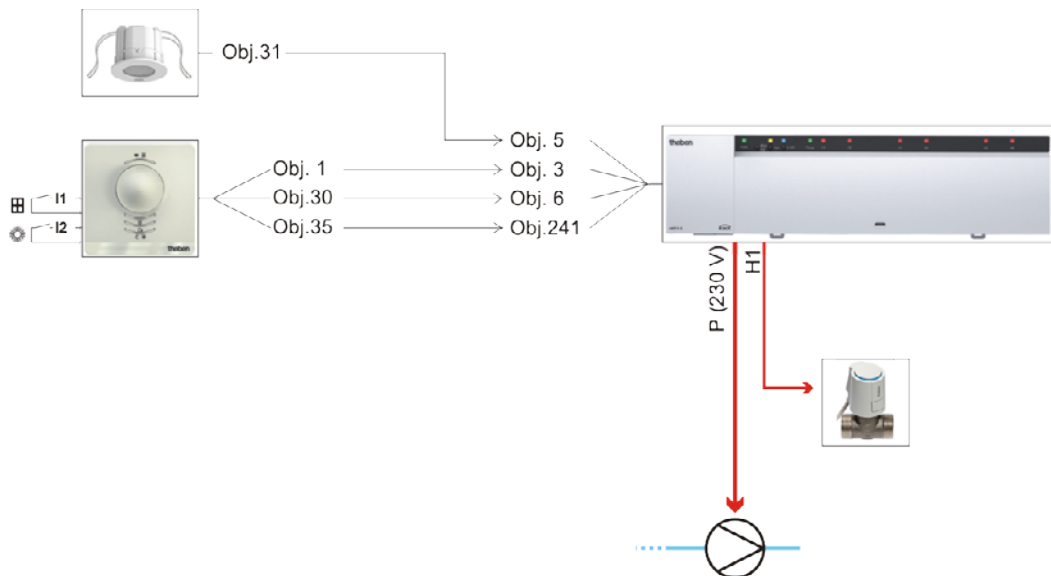 Obj.31
Obj. 5
theben
Obj. 1
Obj. 3
I1
Obj.30
Obj. 6
I2
Obj.35
Obj.241
theben
P (230 V)
H1